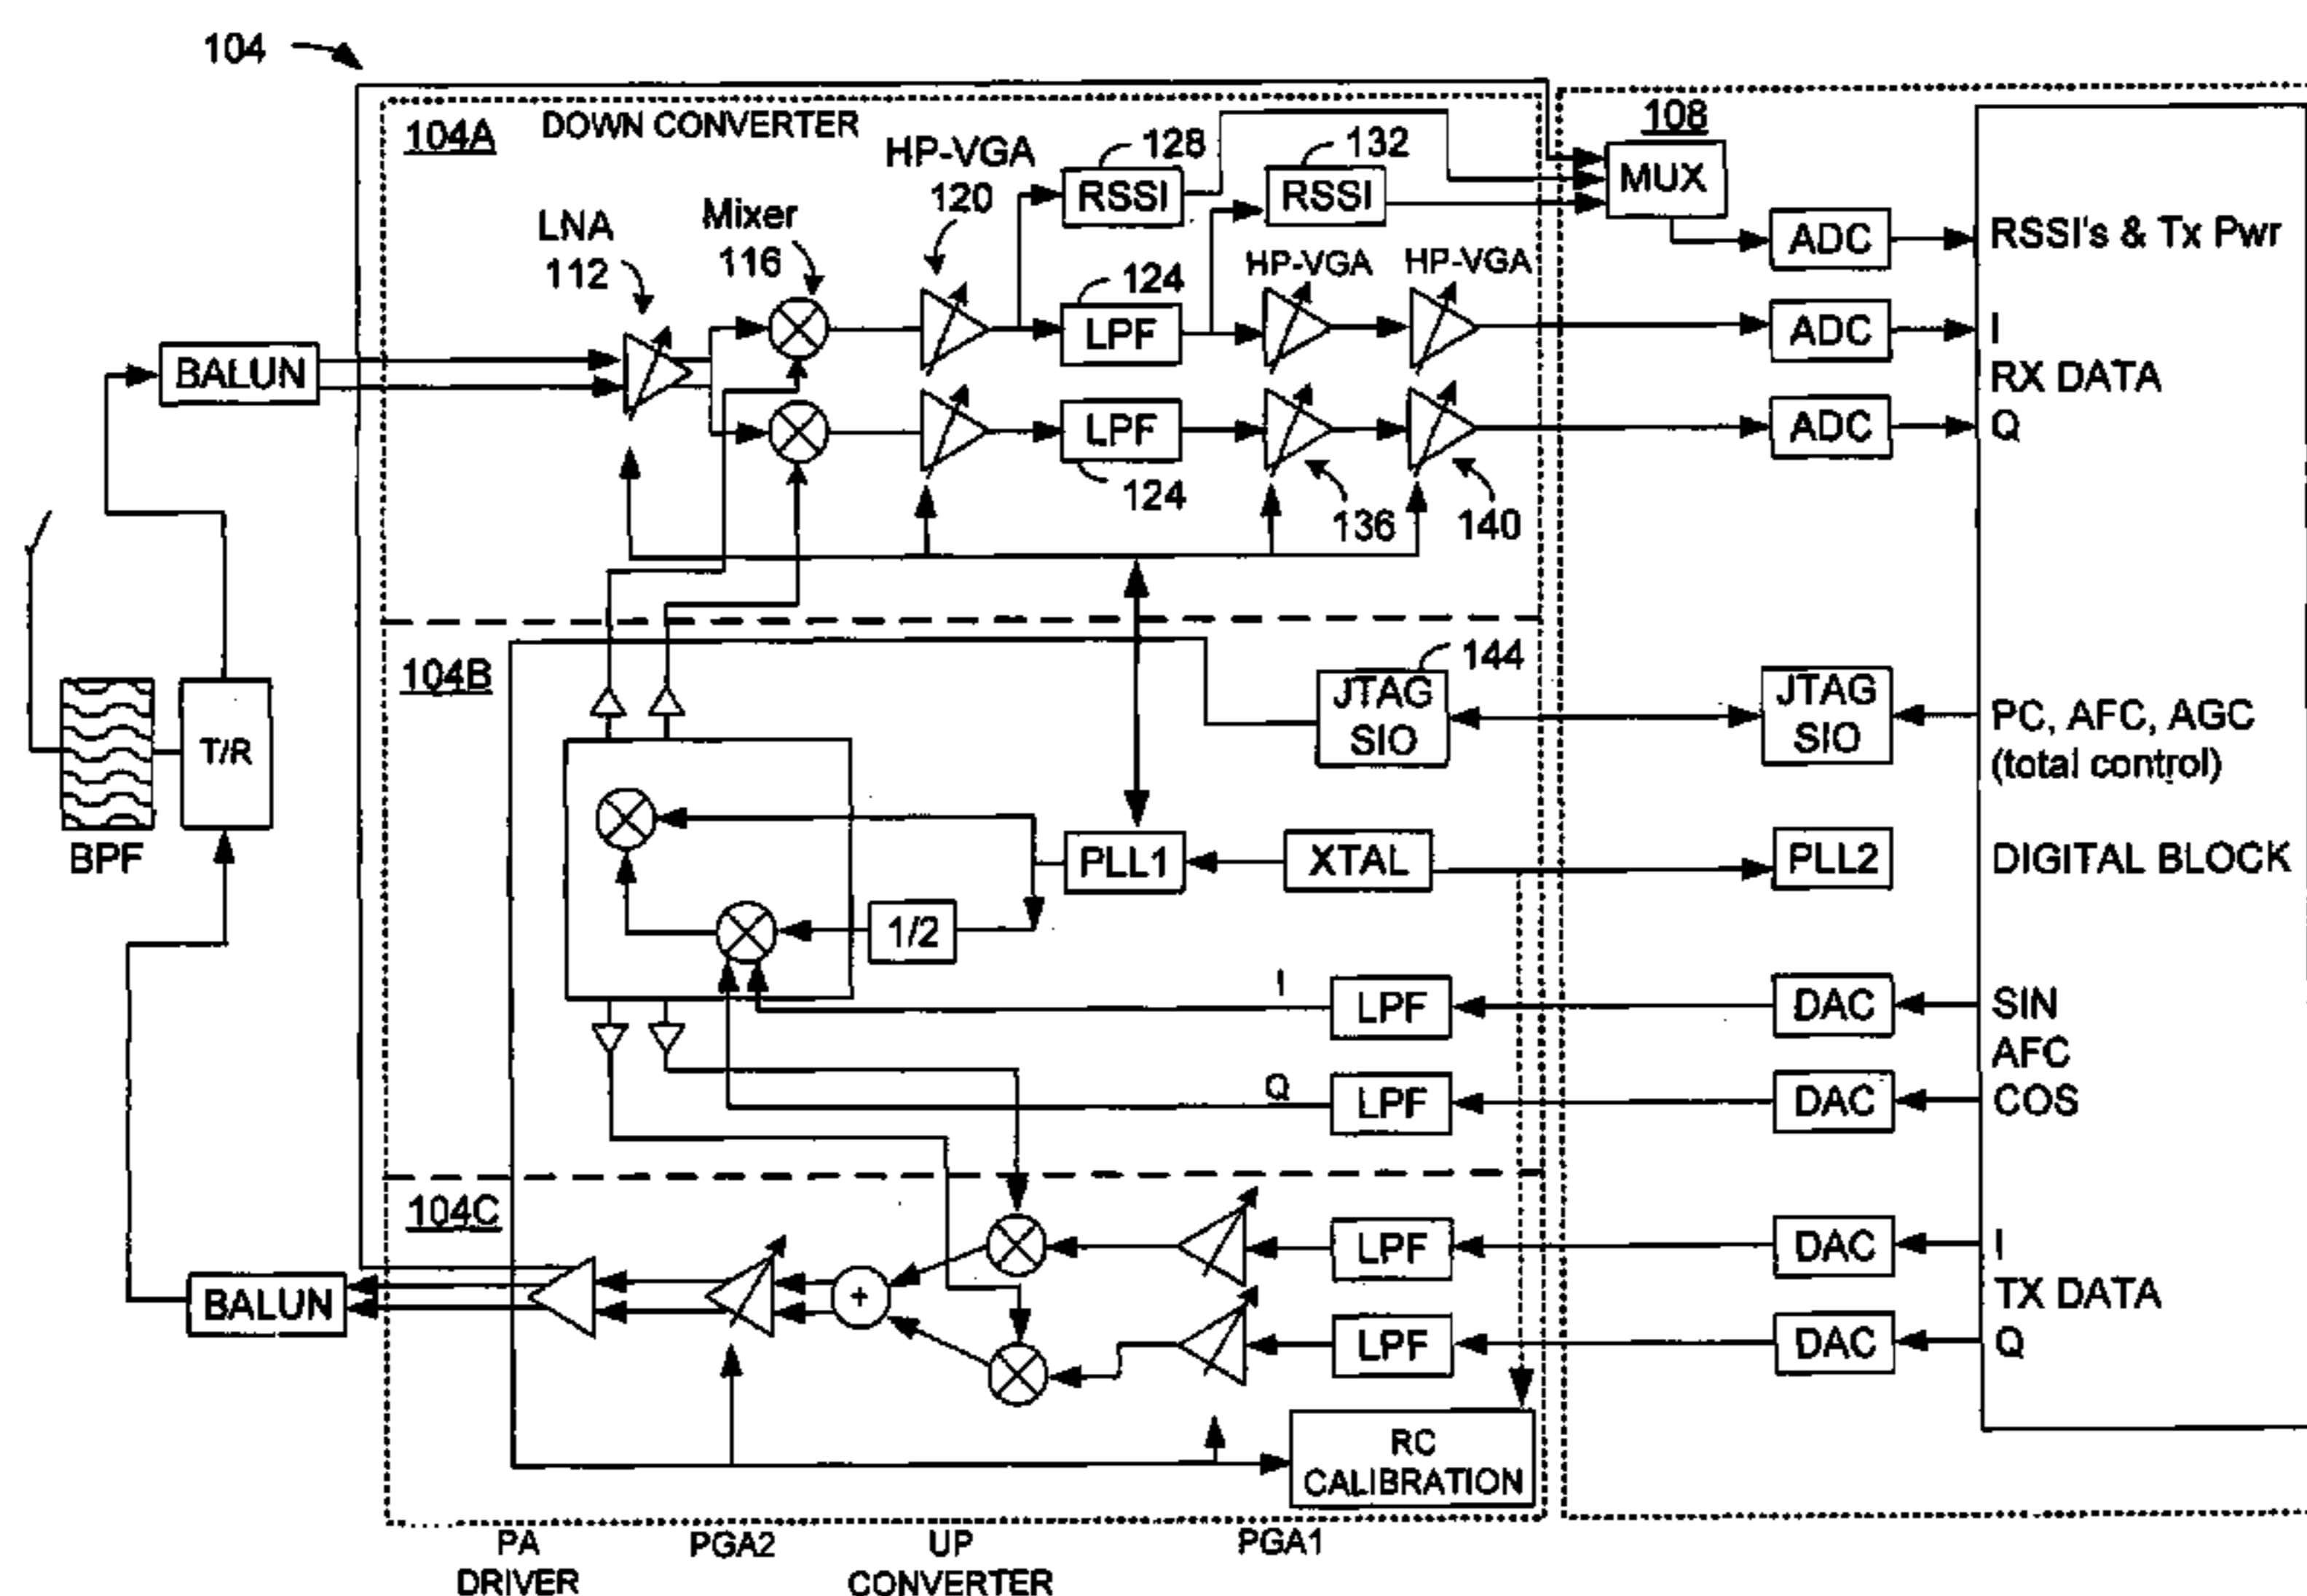 104
104A
DOWN CONVERTER
108
HP-VGA
120
128
RSSI
132
RSSI
MUX
LNA
112
Mixer
116
ADC
RSSI's & Tx Pwr
HP-VGA
HP-VGA
124
LPF
ADC
I
BALUN
RX DATA
LPF
ADC
Q
124
136
140
104B
144
JTAG
SIO
JTAG
SIO
PC, AFC, AGC
(total control)
T/R
BPF
PLL1
XTAL
PLL2
DIGITAL BLOCK
1/2
I
LPF
DAC
SIN
AFC
Q
LPF
DAC
COS
104C
LPF
DAC
I
BALUN
+
TX DATA
LPF
DAC
Q
RC
CALIBRATION
PA
DRIVER
PGA2
UP
CONVERTER
PGA1